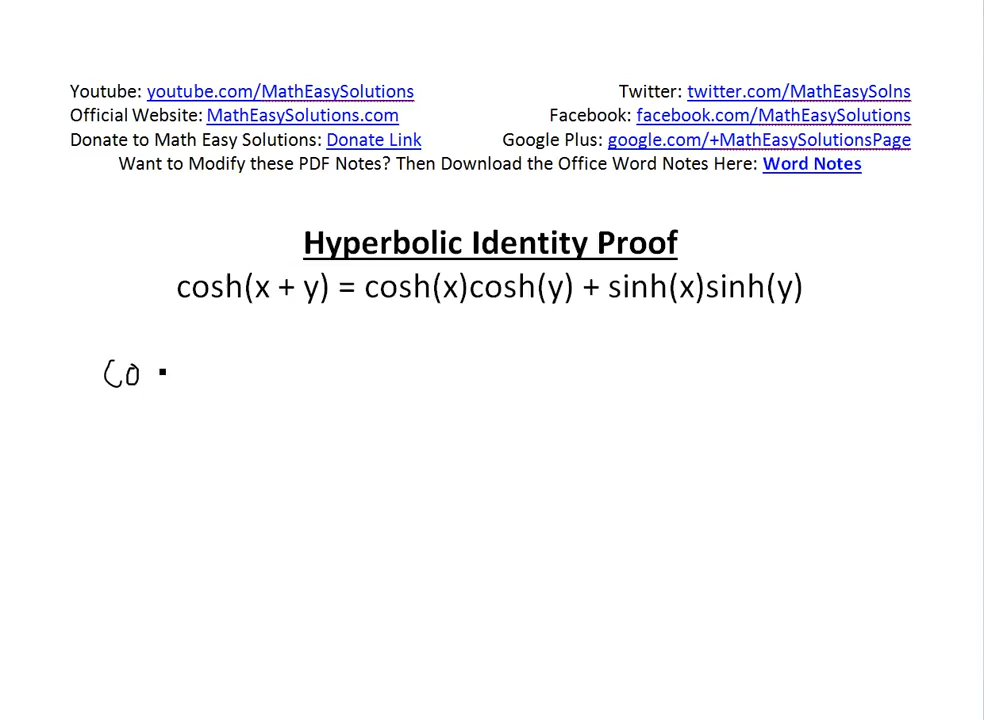 Youtube: youtube.com/MathEasySolutions Twitter: twitter.com/MathEasySolns
Official Website: MathEasySolutions.com Facebook: facebook.com/MathEasySolutions
Donate to Math Easy Solutions: Donate Link Google Plus: google.com/+MathEasySolutionsPage
Want to Modify these PDF Notes? Then Download the Office Word Notes Here: Word Notes
Hyperbolic Identity Proof
cosh(x + y) = cosh(x)cosh(y) + sinh(x)sinh(y)
co